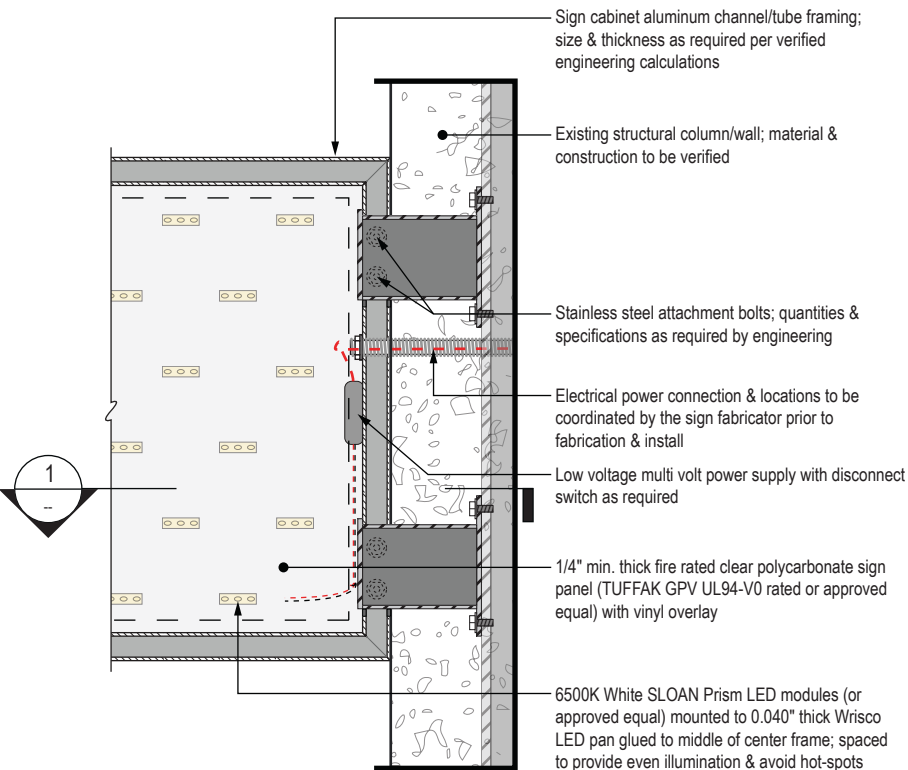 Sign cabinet aluminum channel/tube framing;
size & thickness as required per verified
engineering calculations
Existing structural column/wall; material &
construction to be verified
Stainless steel attachment bolts; quantities &
specifications as required by engineering
Electrical power connection & locations to be
coordinated by the sign fabricator prior to
fabrication & install
Low voltage multi volt power supply with disconnect
switch as required
1
--
1/4" min. thick fire rated clear polycarbonate sign
panel (TUFFAK GPV UL94-V0 rated or approved
equal) with vinyl overlay
6500K White SLOAN Prism LED modules (or
approved equal) mounted to 0.040" thick Wrisco
LED pan glued to middle of center frame; spaced
to provide even illumination & avoid hot-spots